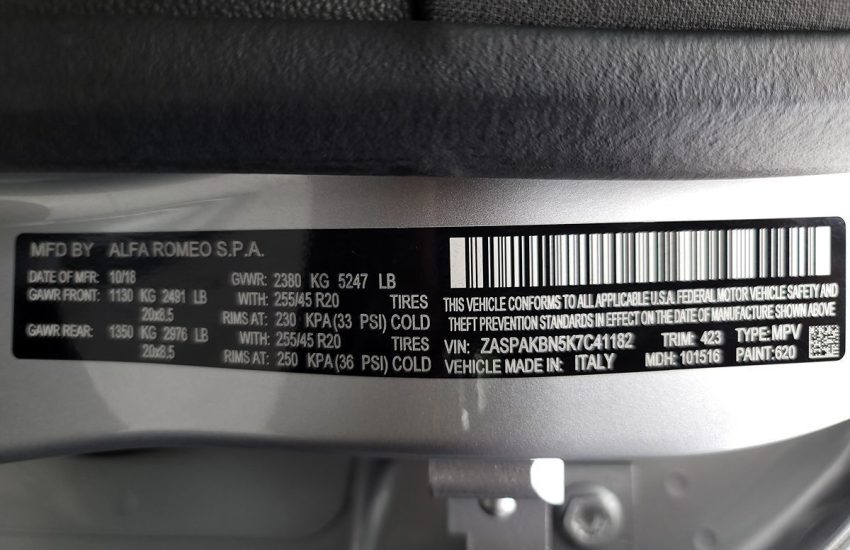 MFD BY ALFA ROMEO S.P.A.
DATE OF MFR: 10/18 GVWR: 2380 KG 5247 LB
GAWR FRONT: 1130 KG 2491 LB WITH: 255/45 R20 TIRES
20x8.5 RIMS AT: 230 KPA (33 PSI) COLD
GAWR REAR: 1350 KG 2976 LB WITH: 255/45 R20 TIRES
20x8.5 RIMS AT: 250 KPA (36 PSI) COLD
THIS VEHICLE CONFORMS TO ALL APPLICABLE U.S.A. FEDERAL MOTOR VEHICLE SAFETY AND
THEFT PREVENTION STANDARDS IN EFFECT ON THE DATE OF MANUFACTURE SHOWN ABOVE
VIN: ZASPAKBN5K7C41182 TRIM: 423 TYPE: MPV
VEHICLE MADE IN: ITALY MDH: 101516 PAINT: 620